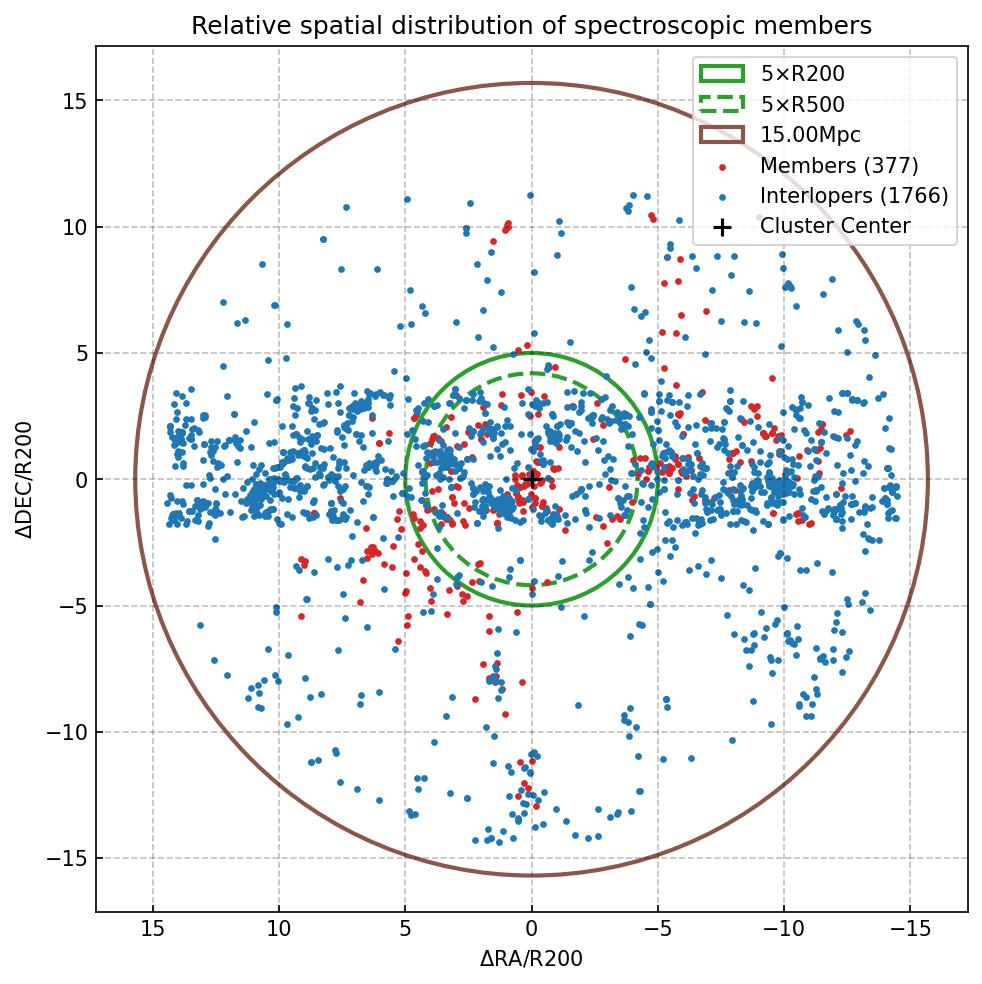 Relative spatial distribution of spectroscopic members
5×R200
5×R500
15.00Mpc
Members (377)
Interlopers (1766)
Cluster Center
15
10
5
0
−5
−10
−15
ΔDEC/R200
15
10
5
0
−5
−10
−15
ΔRA/R200